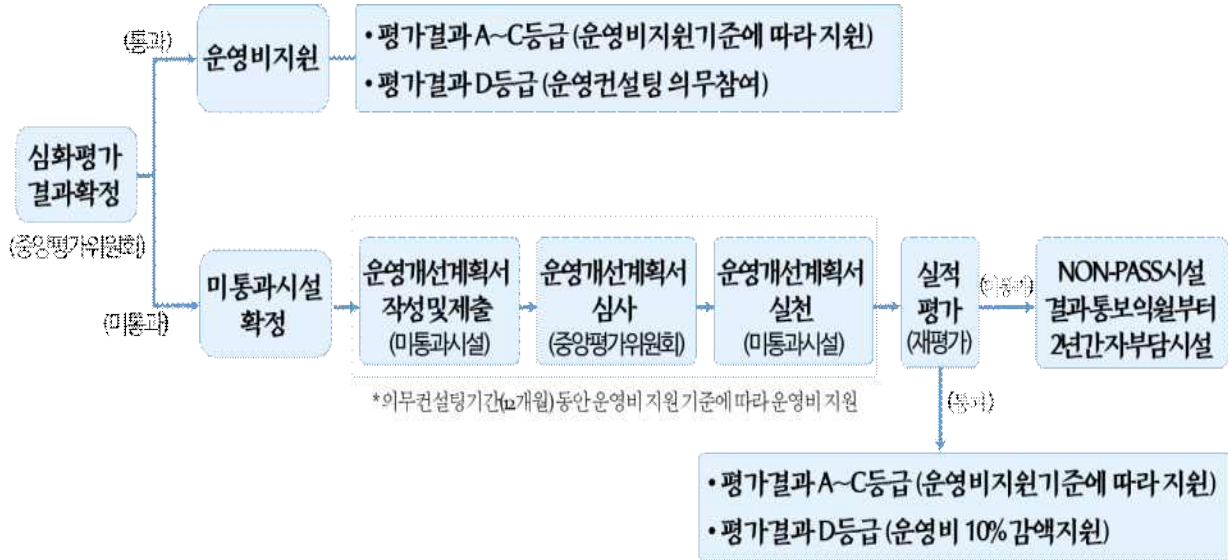 (통과)
운영비지원
• 평가결과 A~C등급 (운영비지원기준에 따라 지원)
• 평가결과 D등급 (운영컨설팅 의무참여)
심화평가
결과확정
(중앙평가위원회)
(미통과)
미통과시설
확정
운영개선계획서
작성및제출
(미통과시설)
운영개선계획서
심사
(중앙평가위원회)
운영개선계획서
실천
(미통과시설)
실적
평가
(재평가)
(미통과)
NON-PASS시설
결과통보익월부터
2년간자부담시설
*의무컨설팅기간(12개월) 동안 운영비 지원 기준에 따라 운영비 지원
(통과)
• 평가결과 A~C등급 (운영비지원기준에 따라 지원)
• 평가결과 D등급 (운영비 10% 감액지원)